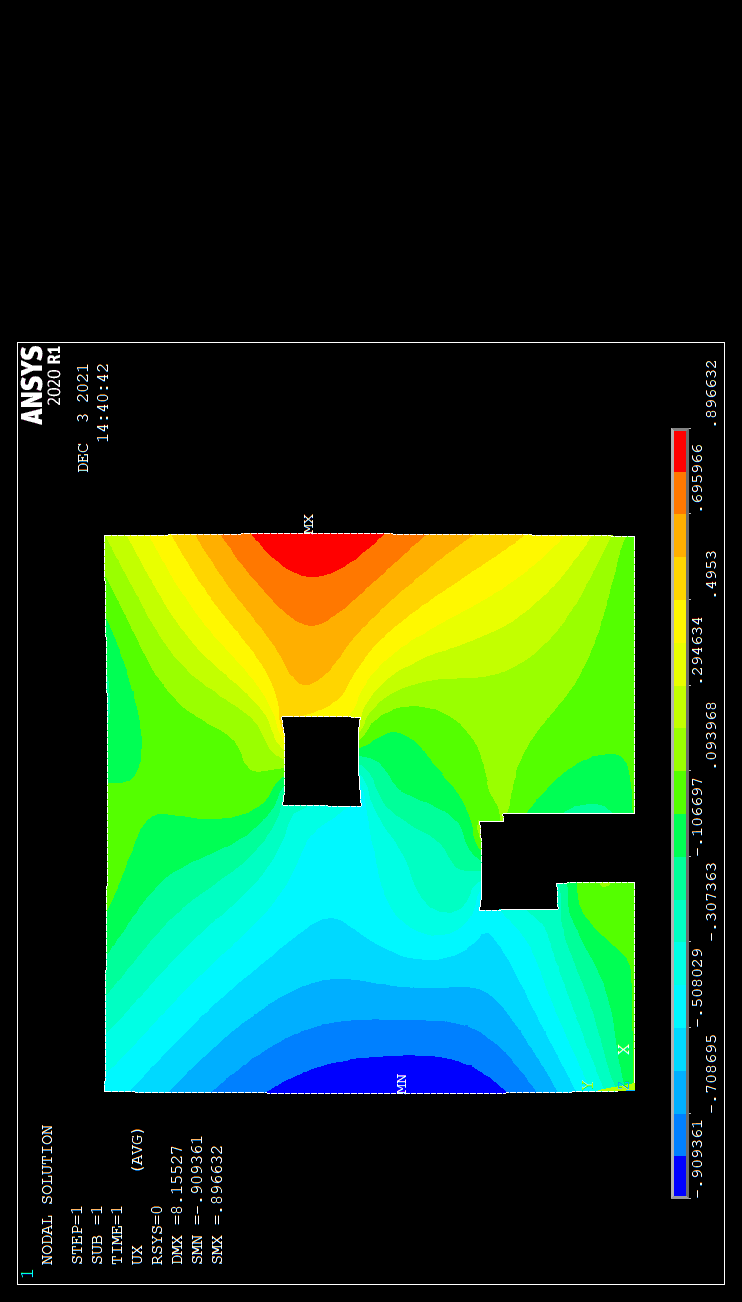 1
NODAL SOLUTION
STEP=1
SUB =1
TIME=1
UX (AVG)
RSYS=0
DMX =8.15527
SMN =-.909361
SMX =.896632
ANSYS
2020 R1
DEC 3 2021
14:40:42
MN
MX
Y
Z X
-.909361
-.708695
-.508029
-.307363
-.106697
.093968
.294634
.4953
.695966
.896632